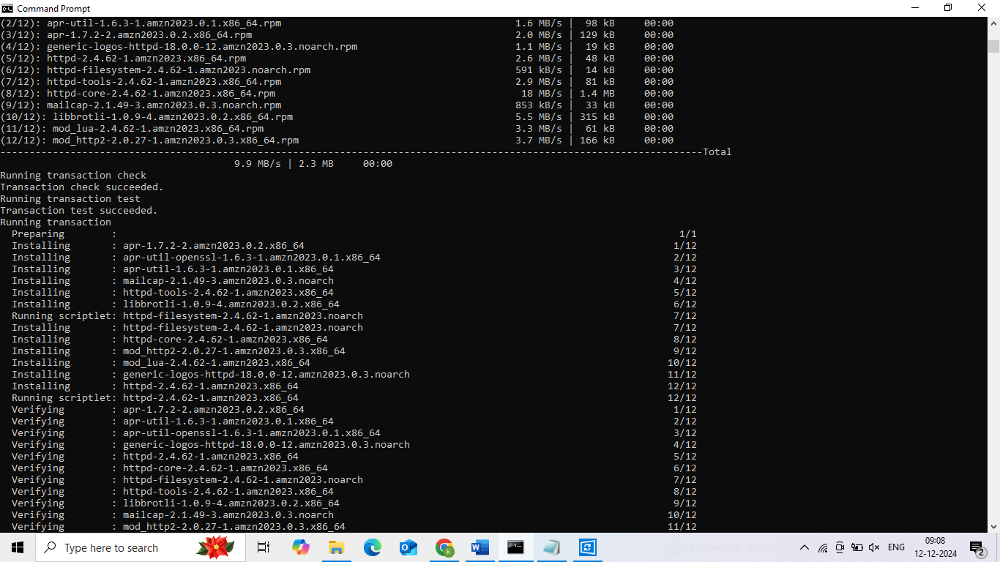 Command Prompt
(2/12): apr-util-1.6.3-1.amzn2023.0.1.x86_64.rpm 1.6 MB/s | 98 kB 00:00
(3/12): apr-1.7.2-2.amzn2023.0.2.x86_64.rpm 2.0 MB/s | 129 kB 00:00
(4/12): generic-logos-httpd-18.0.0-12.amzn2023.0.3.noarch.rpm 1.1 MB/s | 19 kB 00:00
(5/12): httpd-2.4.62-1.amzn2023.x86_64.rpm 2.6 MB/s | 48 kB 00:00
(6/12): httpd-filesystem-2.4.62-1.amzn2023.noarch.rpm 591 kB/s | 14 kB 00:00
(7/12): httpd-tools-2.4.62-1.amzn2023.x86_64.rpm 2.9 MB/s | 81 kB 00:00
(8/12): httpd-core-2.4.62-1.amzn2023.x86_64.rpm 18 MB/s | 1.4 MB 00:00
(9/12): mailcap-2.1.49-3.amzn2023.0.3.noarch.rpm 853 kB/s | 33 kB 00:00
(10/12): libbrotli-1.0.9-4.amzn2023.0.2.x86_64.rpm 5.5 MB/s | 315 kB 00:00
(11/12): mod_lua-2.4.62-1.amzn2023.x86_64.rpm 3.3 MB/s | 61 kB 00:00
(12/12): mod_http2-2.0.27-1.amzn2023.0.3.x86_64.rpm 3.7 MB/s | 166 kB 00:00
------------------------------------------------------------------------------------------------------------------------Total
9.9 MB/s | 2.3 MB 00:00
Running transaction check
Transaction check succeeded.
Running transaction test
Transaction test succeeded.
Running transaction
Preparing : 1/1
Installing : apr-1.7.2-2.amzn2023.0.2.x86_64 1/12
Installing : apr-util-openssl-1.6.3-1.amzn2023.0.1.x86_64 2/12
Installing : apr-util-1.6.3-1.amzn2023.0.1.x86_64 3/12
Installing : mailcap-2.1.49-3.amzn2023.0.3.noarch 4/12
Installing : httpd-tools-2.4.62-1.amzn2023.x86_64 5/12
Installing : libbrotli-1.0.9-4.amzn2023.0.2.x86_64 6/12
Running scriptlet: httpd-filesystem-2.4.62-1.amzn2023.noarch 7/12
Installing : httpd-filesystem-2.4.62-1.amzn2023.noarch 7/12
Installing : httpd-core-2.4.62-1.amzn2023.x86_64 8/12
Installing : mod_http2-2.0.27-1.amzn2023.0.3.x86_64 9/12
Installing : mod_lua-2.4.62-1.amzn2023.x86_64 10/12
Installing : generic-logos-httpd-18.0.0-12.amzn2023.0.3.noarch 11/12
Installing : httpd-2.4.62-1.amzn2023.x86_64 12/12
Running scriptlet: httpd-2.4.62-1.amzn2023.x86_64 12/12
Verifying : apr-1.7.2-2.amzn2023.0.2.x86_64 1/12
Verifying : apr-util-1.6.3-1.amzn2023.0.1.x86_64 2/12
Verifying : apr-util-openssl-1.6.3-1.amzn2023.0.1.x86_64 3/12
Verifying : generic-logos-httpd-18.0.0-12.amzn2023.0.3.noarch 4/12
Verifying : httpd-2.4.62-1.amzn2023.x86_64 5/12
Verifying : httpd-core-2.4.62-1.amzn2023.x86_64 6/12
Verifying : httpd-filesystem-2.4.62-1.amzn2023.noarch 7/12
Verifying : httpd-tools-2.4.62-1.amzn2023.x86_64 8/12
Verifying : libbrotli-1.0.9-4.amzn2023.0.2.x86_64 9/12
Verifying : mailcap-2.1.49-3.amzn2023.0.3.noarch 10/12
Verifying : mod_http2-2.0.27-1.amzn2023.0.3.x86_64 11/12
Type here to search
BSE midcap +0.27%
ENG
09:08
12-12-2024
2